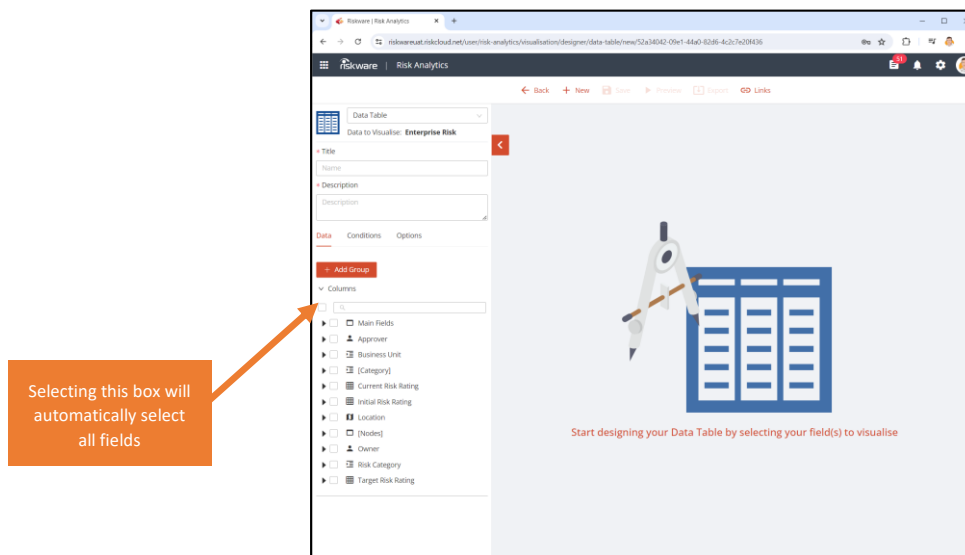 Riskware | Risk Analytics
riskwareuat.riskcloud.net/user/risk-analytics/visualisation/designer/data-table/new/52a34042-09e1-44a0-82d6-4c2c7e20f436
riskware | Risk Analytics
51
Back New Save Preview Export Links
Data Table
Data to Visualise: Enterprise Risk
* Title
Name
* Description
Description
Data Conditions Options
+ Add Group
Columns
Main Fields
Approver
Business Unit
[Category]
Current Risk Rating
Initial Risk Rating
Location
[Nodes]
Owner
Risk Category
Target Risk Rating
Start designing your Data Table by selecting your field(s) to visualise
Selecting this box will
automatically select
all fields